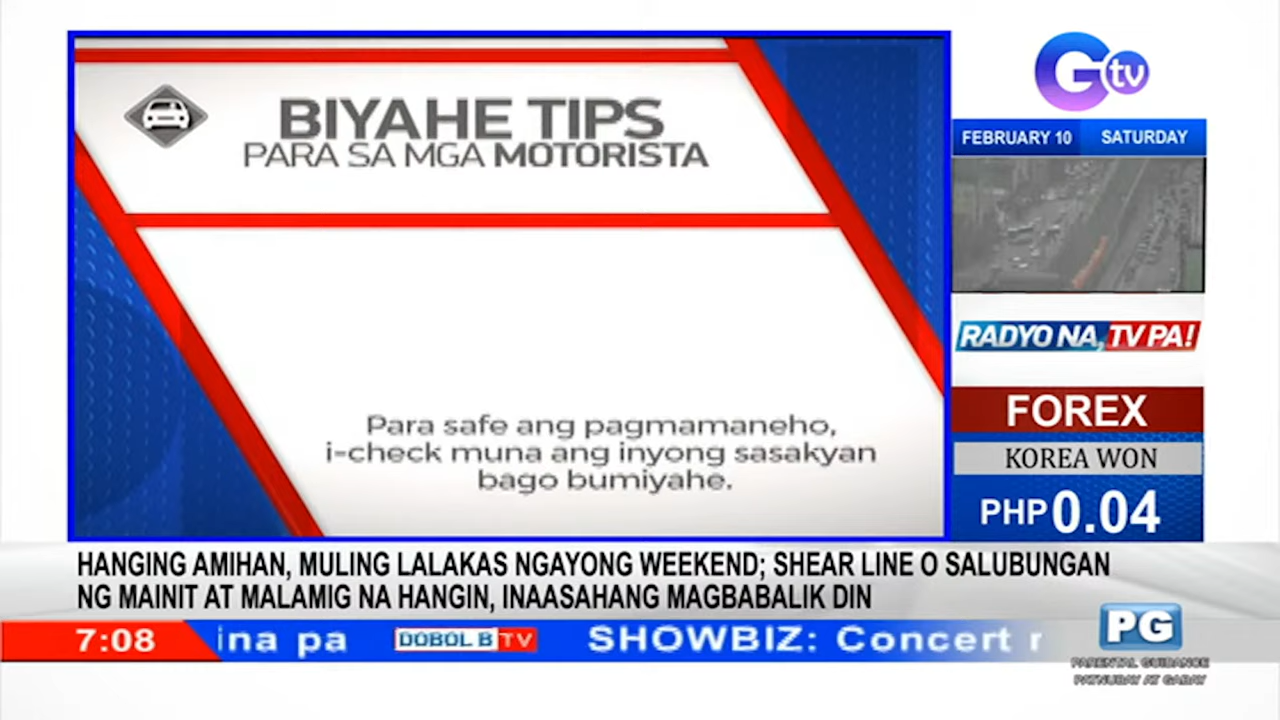 BIYAHE TIPS
PARA SA MGA MOTORISTA
Para safe ang pagmamaneho,
i-check muna ang inyong sasakyan
bago bumiyahe.
Gtv
FEBRUARY 10 SATURDAY
RADYO NA, TV PA!
FOREX
KOREA WON
PHP 0.04
HANGING AMIHAN, MULING LALAKAS NGAYONG WEEKEND; SHEAR LINE O SALUBUNGAN
NG MAINIT AT MALAMIG NA HANGIN, INAASAHANG MAGBABALIK DIN
7:08 ina pa DOBOL B TV SHOWBIZ: Concert r
PG
PARENTAL GUIDANCE
PATNUBAY AT GABAY